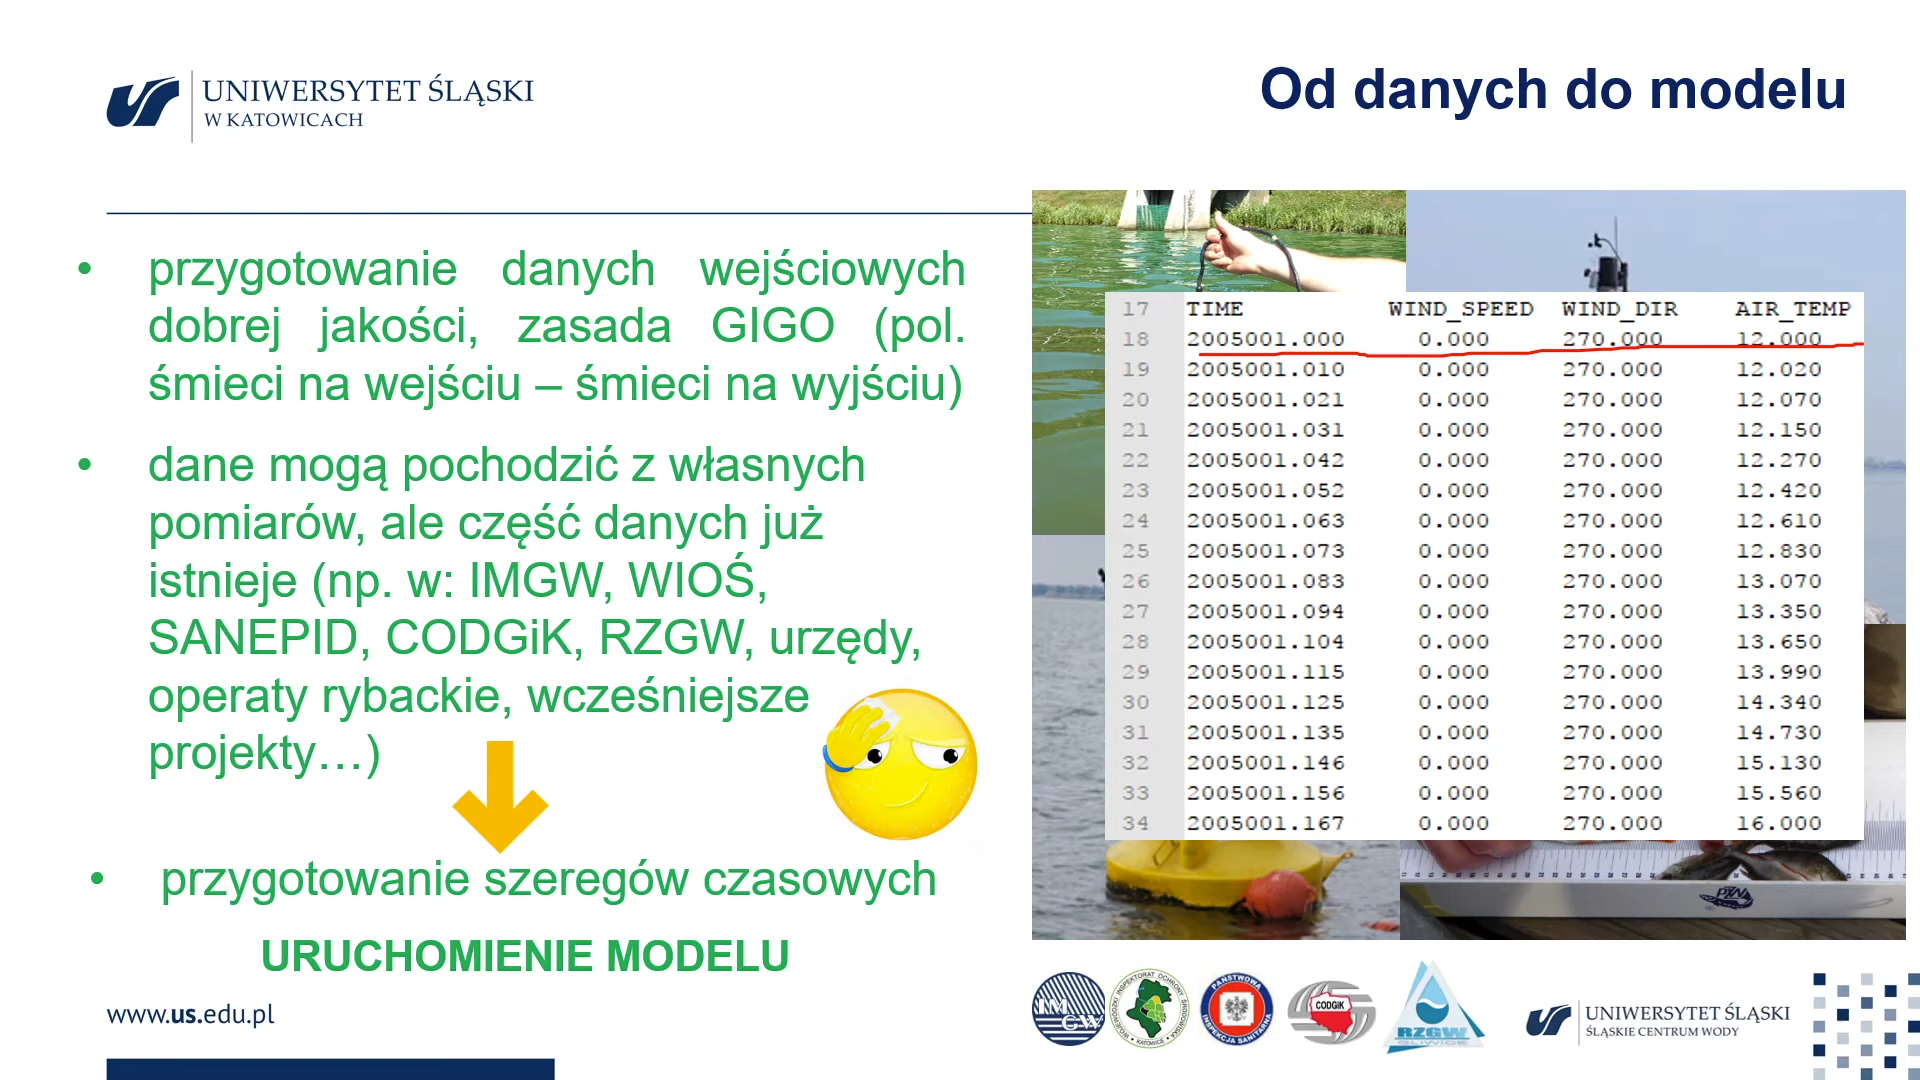 UNIWERSYTET ŚLĄSKI
W KATOWICACH
Od danych do modelu
• przygotowanie danych wejściowych
dobrej jakości, zasada GIGO (pol.
śmieci na wejściu – śmieci na wyjściu)
• dane mogą pochodzić z własnych
pomiarów, ale część danych już
istnieje (np. w: IMGW, WIOŚ,
SANEPID, CODGiK, RZGW, urzędy,
operaty rybackie, wcześniejsze
projekty…)
• przygotowanie szeregów czasowych
URUCHOMIENIE MODELU
17 TIME WIND_SPEED WIND_DIR AIR_TEMP
18 2005001.000 0.000 270.000 12.000
19 2005001.010 0.000 270.000 12.020
20 2005001.021 0.000 270.000 12.070
21 2005001.031 0.000 270.000 12.150
22 2005001.042 0.000 270.000 12.270
23 2005001.052 0.000 270.000 12.420
24 2005001.063 0.000 270.000 12.610
25 2005001.073 0.000 270.000 12.830
26 2005001.083 0.000 270.000 13.070
27 2005001.094 0.000 270.000 13.350
28 2005001.104 0.000 270.000 13.650
29 2005001.115 0.000 270.000 13.990
30 2005001.125 0.000 270.000 14.340
31 2005001.135 0.000 270.000 14.730
32 2005001.146 0.000 270.000 15.130
33 2005001.156 0.000 270.000 15.560
34 2005001.167 0.000 270.000 16.000
www.us.edu.pl
IM
GW
WOJEWÓDZKI INSPEKTORAT OCHRONY ŚRODOWISKA
• KATOWICE •
PAŃSTWOWA
INSPEKCJA SANITARNA
CODGIK
RZGW
GLIWICE
UNIWERSYTET ŚLĄSKI
ŚLĄSKIE CENTRUM WODY